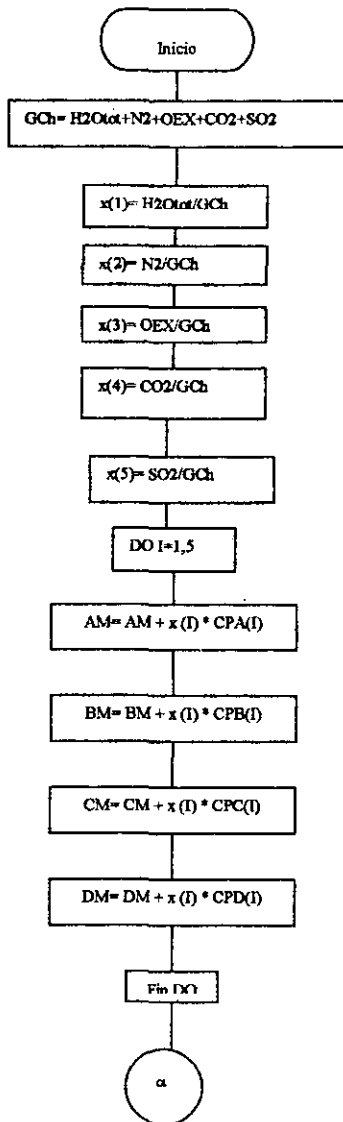 Inicio
GCh= H2Otot+N2+OEX+CO2+SO2
x(1)= H2Otot/GCh
x(2)= N2/GCh
x(3)= OEX/GCh
x(4)= CO2/GCh
x(5)= SO2/GCh
DO I=1,5
AM= AM + x (I) * CPA(I)
BM= BM + x (I) * CPB(I)
CM= CM + x (I) * CPC(I)
DM= DM + x (I) * CPD(I)
Fin DO
α